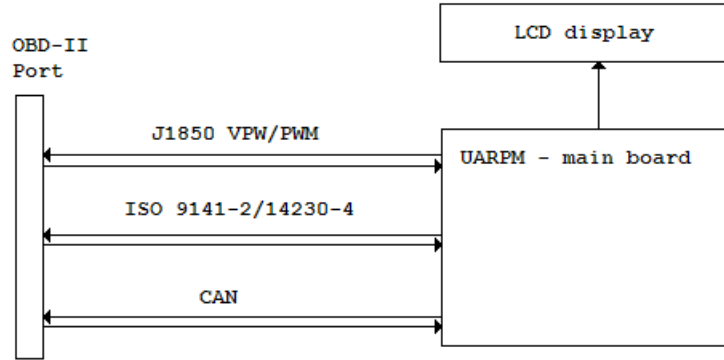 LCD display
OBD-II
Port
J1850 VPW/PWM
UARPM - main board
ISO 9141-2/14230-4
CAN